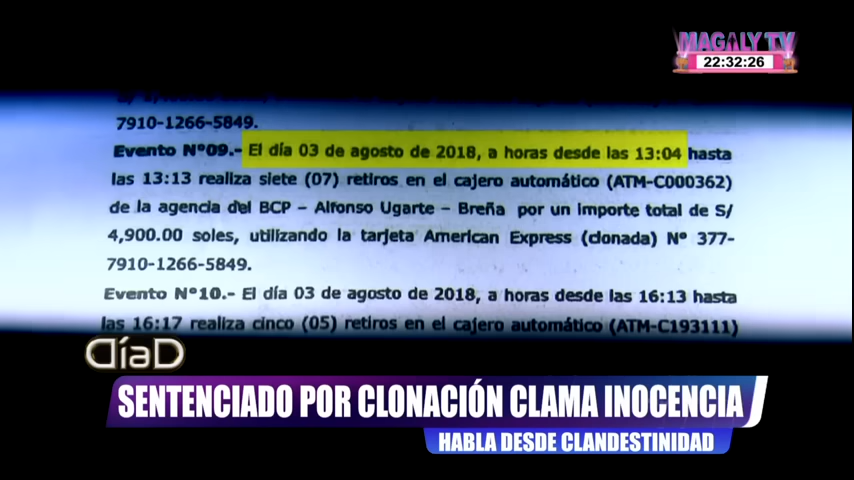 MAGALY TV
22:32:26
7910-1266-5849.
Evento N°09.- El día 03 de agosto de 2018, a horas desde las 13:04 hasta
las 13:13 realiza siete (07) retiros en el cajero automático (ATM-C000362)
de la agencia del BCP – Alfonso Ugarte – Breña por un importe total de S/
4,900.00 soles, utilizando la tarjeta American Express (clonada) N° 377-
7910-1266-5849.
Evento N°10.- El día 03 de agosto de 2018, a horas desde las 16:13 hasta
las 16:17 realiza cinco (05) retiros en el cajero automático (ATM-C193111)
DíaD
SENTENCIADO POR CLONACIÓN CLAMA INOCENCIA
HABLA DESDE CLANDESTINIDAD